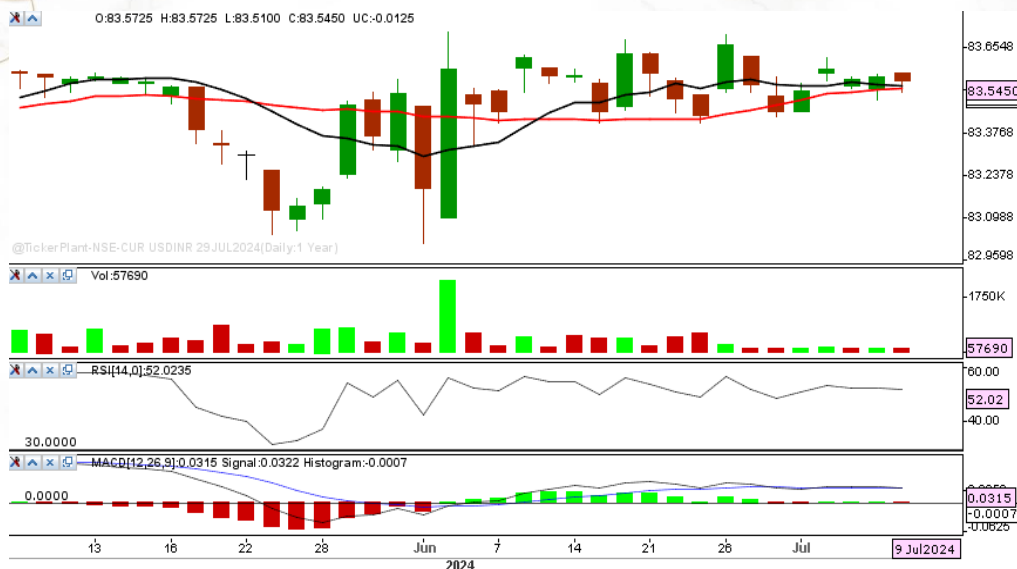 O:83.5725 H:83.5725 L:83.5100 C:83.5450 UC:-0.0125
83.6548
83.5450
83.3768
83.2378
83.0988
82.9598
@TickerPlant-NSE-CUR USDINR 29JUL2024(Daily:1 Year)
Vol:57690
1750K
57690
RSI[14,0]:52.0235
60.00
52.02
40.00
30.0000
MACD[12,26,9]:0.0315 Signal:0.0322 Histogram:-0.0007
0.0000
0.0315
-0.0007
-0.0625
13 16 22 28 Jun 7 14 21 26 Jul 9Jul2024
2024